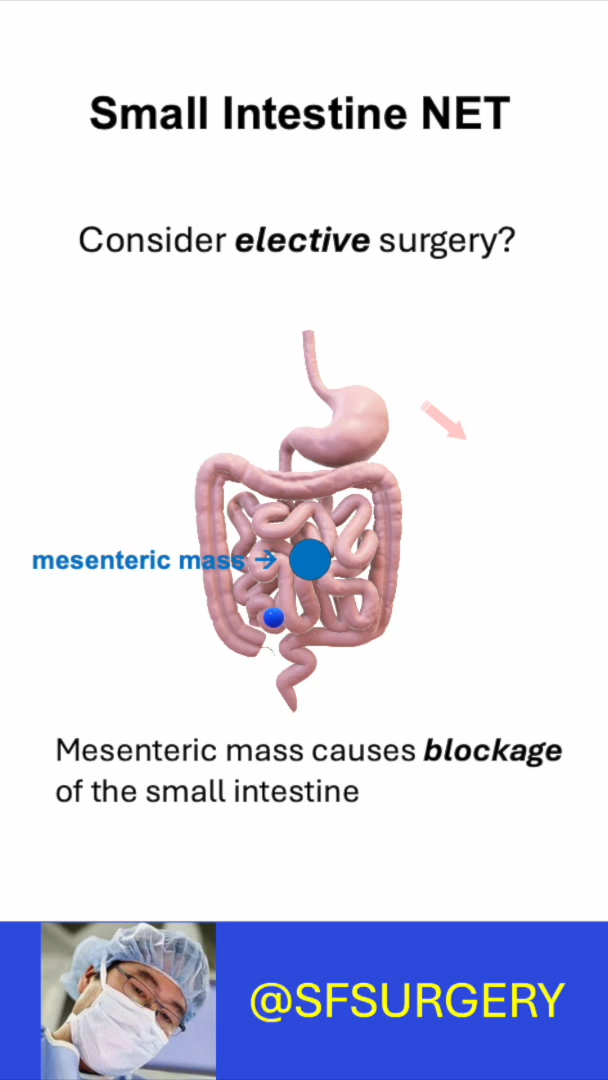 Small Intestine NET
Consider elective surgery?
mesenteric mass →
Mesenteric mass causes blockage
of the small intestine
@SFSURGERY